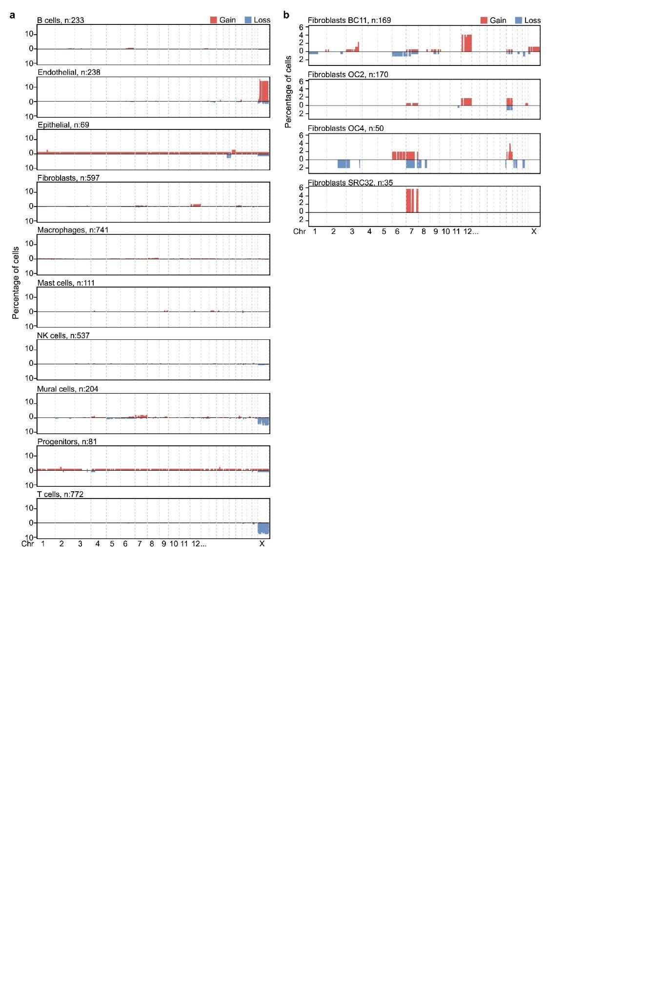 a
B cells, n:233
Gain
Loss
10
0
10
Endothelial, n:238
10
0
10
Epithelial, n:69
10
0
10
Fibroblasts, n:597
10
0
10
Macrophages, n:741
10
0
10
Mast cells, n:111
10
0
10
NK cells, n:537
10
0
10
Mural cells, n:204
10
0
10
Progenitors, n:81
10
0
10
T cells, n:772
10
0
10
Chr 1 2 3 4 5 6 7 8 9 10 11 12... X
Percentage of cells
b
Fibroblasts BC11, n:169
Gain
Loss
6
4
2
0
2
Fibroblasts OC2, n:170
6
4
2
0
2
Fibroblasts OC4, n:50
6
4
2
0
2
Fibroblasts SRC32, n:35
6
4
2
0
2
Chr 1 2 3 4 5 6 7 8 9 10 11 12... X
Percentage of cells